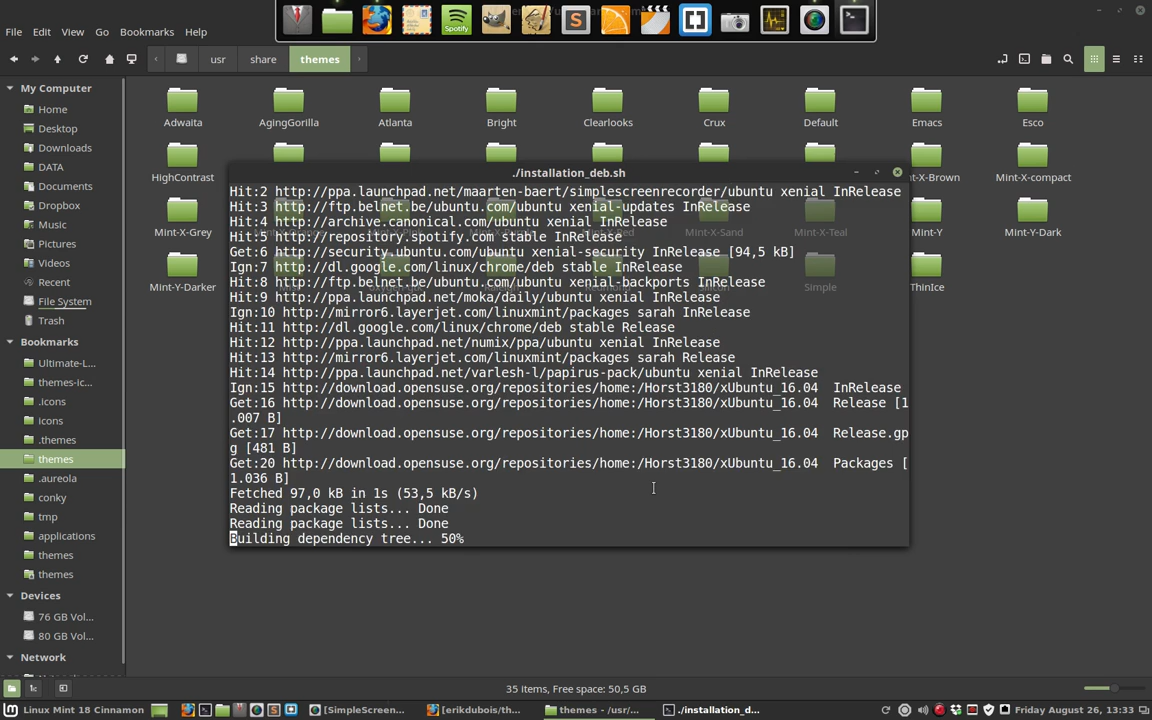 Spotify
File Edit View Go Bookmarks Help
usr share themes
My Computer
Home
Desktop
Downloads
DATA
Documents
Dropbox
Music
Pictures
Videos
Recent
File System
Trash
Bookmarks
Ultimate-L...
themes-Ic...
.icons
icons
.themes
themes
.aureola
conky
tmp
applications
themes
themes
Devices
76 GB Vol...
80 GB Vol...
Network
Adwaita AgingGorilla Atlanta Bright Clearlooks Crux Default Emacs Esco
HighContrast Mint-X-Brown Mint-X-compact
Mint-X-Grey Mint-X-Red Mint-X-Sand Mint-X-Teal Mint-Y Mint-Y-Dark
Mint-Y-Darker Simple ThinIce
./installation_deb.sh
Hit:2 http://ppa.launchpad.net/maarten-baert/simplescreenrecorder/ubuntu xenial InRelease
Hit:3 http://ftp.belnet.be/ubuntu.com/ubuntu xenial-updates InRelease
Hit:4 http://archive.canonical.com/ubuntu xenial InRelease
Hit:5 http://repository.spotify.com stable InRelease
Get:6 http://security.ubuntu.com/ubuntu xenial-security InRelease [94,5 kB]
Ign:7 http://dl.google.com/linux/chrome/deb stable InRelease
Hit:8 http://ftp.belnet.be/ubuntu.com/ubuntu xenial-backports InRelease
Hit:9 http://ppa.launchpad.net/moka/daily/ubuntu xenial InRelease
Ign:10 http://mirror6.layerjet.com/linuxmint/packages sarah InRelease
Hit:11 http://dl.google.com/linux/chrome/deb stable Release
Hit:12 http://ppa.launchpad.net/numix/ppa/ubuntu xenial InRelease
Hit:13 http://mirror6.layerjet.com/linuxmint/packages sarah Release
Hit:14 http://ppa.launchpad.net/varlesh-l/papirus-pack/ubuntu xenial InRelease
Ign:15 http://download.opensuse.org/repositories/home:/Horst3180/xUbuntu_16.04  InRelease
Get:16 http://download.opensuse.org/repositories/home:/Horst3180/xUbuntu_16.04  Release [1
.007 B]
Get:17 http://download.opensuse.org/repositories/home:/Horst3180/xUbuntu_16.04  Release.gp
g [481 B]
Get:20 http://download.opensuse.org/repositories/home:/Horst3180/xUbuntu_16.04  Packages [
1.036 B]
Fetched 97,0 kB in 1s (53,5 kB/s)
Reading package lists... Done
Reading package lists... Done
Building dependency tree... 50%
35 items, Free space: 50,5 GB
Linux Mint 18 Cinnamon [SimpleScreen... [erikdubois/th... themes - /usr/... ./installation_d... Friday August 26, 13:33